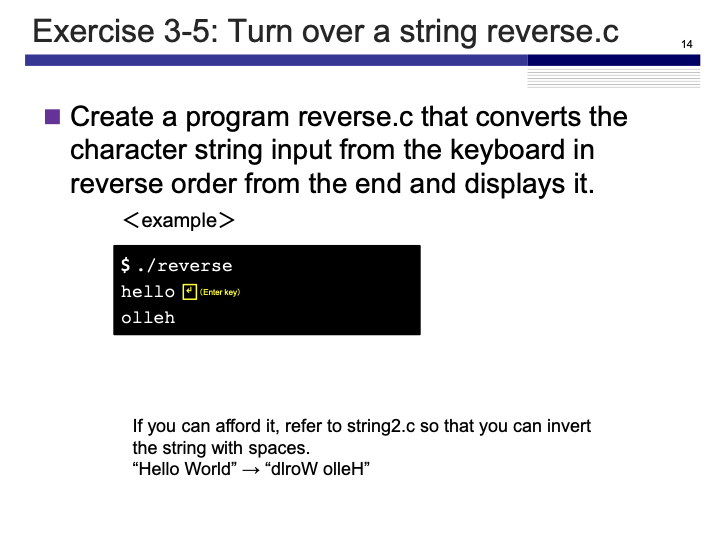 Exercise 3-5: Turn over a string reverse.c
14
Create a program reverse.c that converts the
character string input from the keyboard in
reverse order from the end and displays it.
＜example＞
$ ./reverse
hello ↵ (Enter key)
olleh
If you can afford it, refer to string2.c so that you can invert
the string with spaces.
“Hello World” → “dlroW olleH”